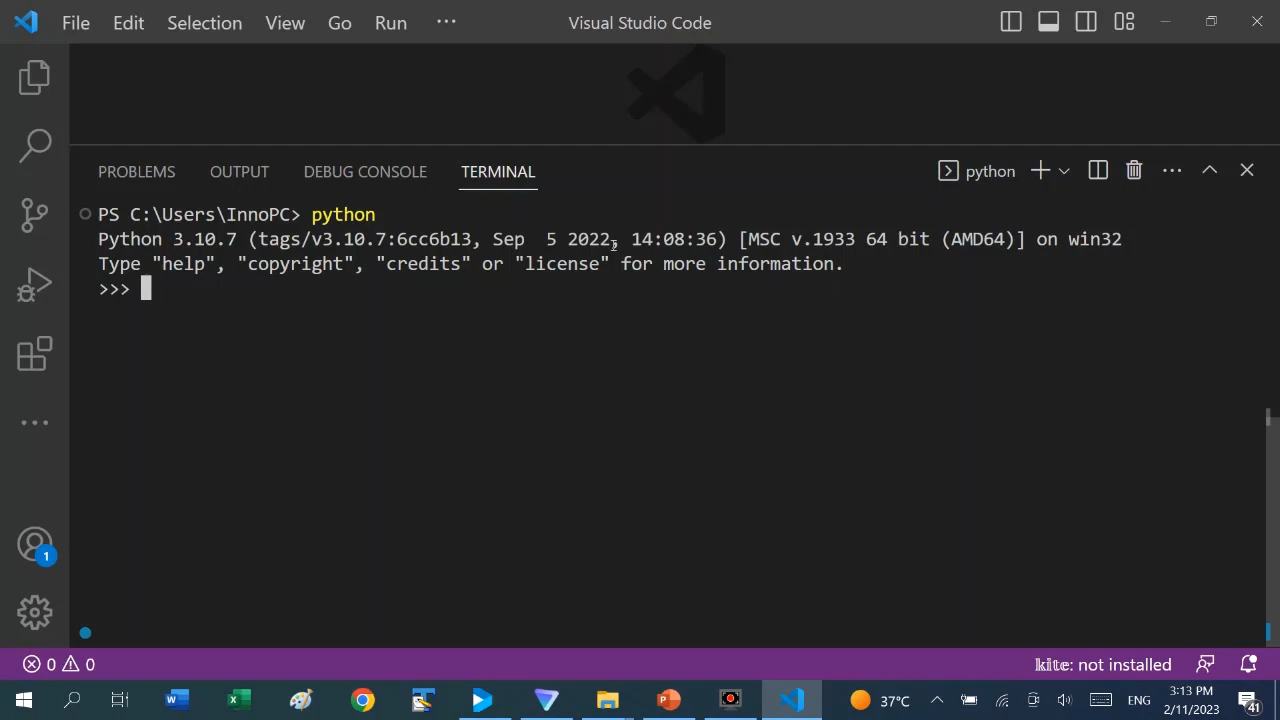 File Edit Selection View Go Run ··· Visual Studio Code
PROBLEMS OUTPUT DEBUG CONSOLE TERMINAL python ···
PS C:\Users\InnoPC> python
Python 3.10.7 (tags/v3.10.7:6cc6b13, Sep  5 2022, 14:08:36) [MSC v.1933 64 bit (AMD64)] on win32
Type "help", "copyright", "credits" or "license" for more information.
>>>
1
0 0 kite: not installed
37°C ENG 3:13 PM
2/11/2023
41